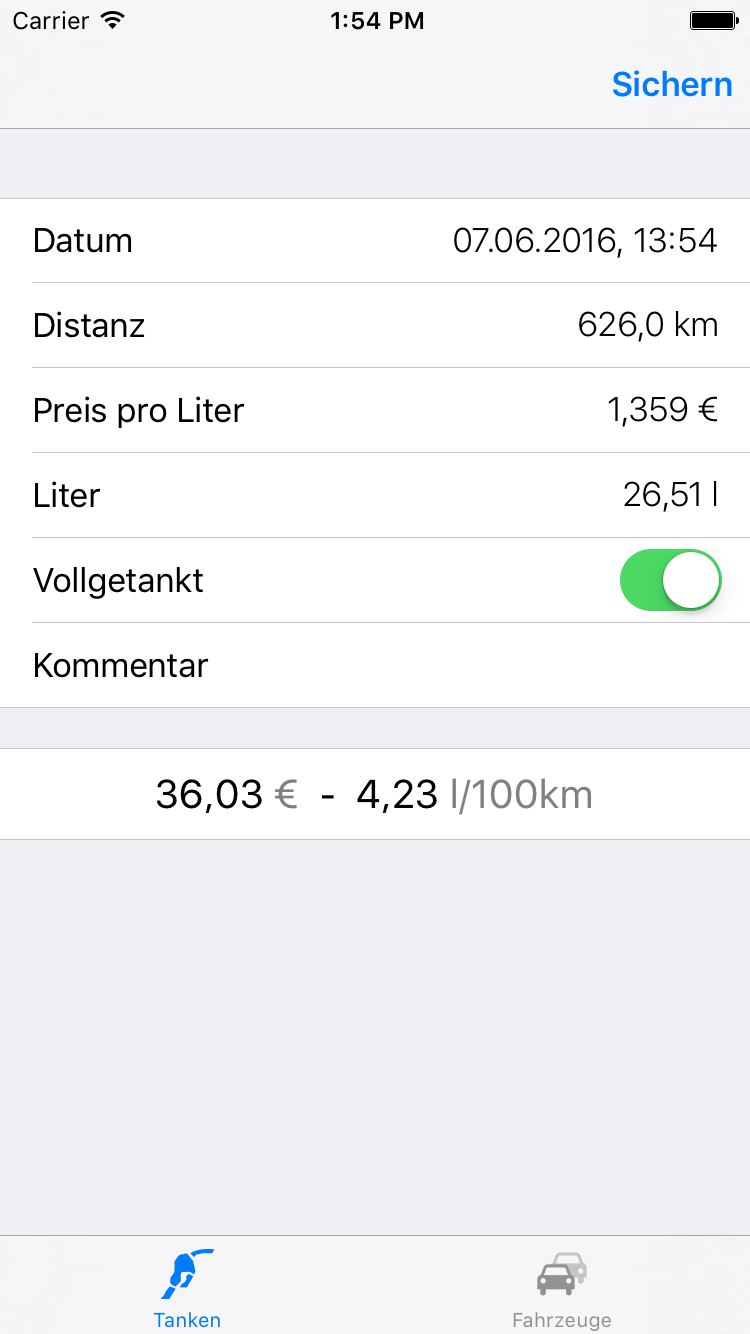 Carrier 1:54 PM
Sichern
Datum 07.06.2016, 13:54
Distanz 626,0 km
Preis pro Liter 1,359 €
Liter 26,51 l
Vollgetankt
Kommentar
36,03 € - 4,23 l/100km
Tanken Fahrzeuge